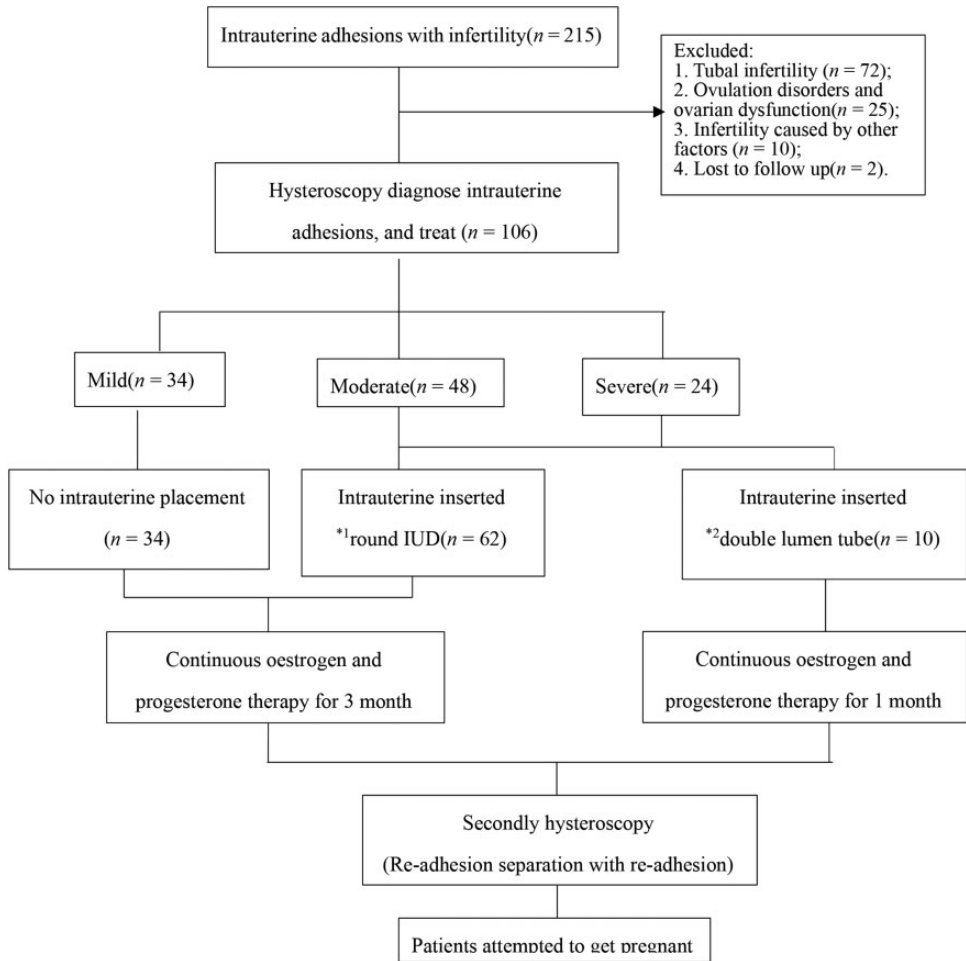 Intrauterine adhesions with infertility(n = 215)
Excluded:
1. Tubal infertility (n = 72);
2. Ovulation disorders and
ovarian dysfunction(n = 25);
3. Infertility caused by other
factors (n = 10);
4. Lost to follow up(n = 2).
Hysteroscopy diagnose intrauterine
adhesions, and treat (n = 106)
Mild(n = 34)
Moderate(n = 48)
Severe(n = 24)
No intrauterine placement
(n = 34)
Intrauterine inserted
*1round IUD(n = 62)
Intrauterine inserted
*2double lumen tube(n = 10)
Continuous oestrogen and
progesterone therapy for 3 month
Continuous oestrogen and
progesterone therapy for 1 month
Secondly hysteroscopy
(Re-adhesion separation with re-adhesion)
Patients attempted to get pregnant